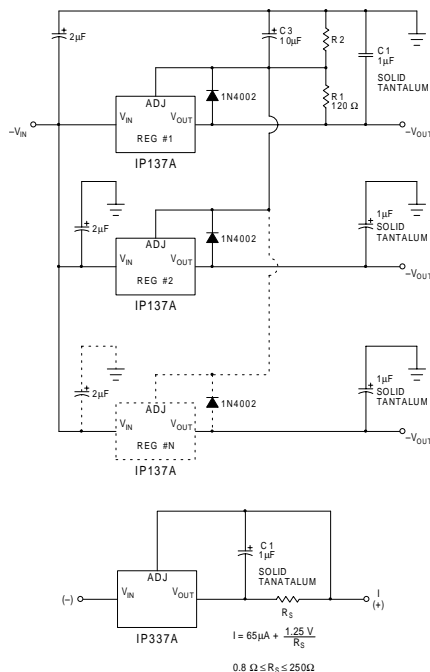 +
2µF
+
C3
10µF
R2
C1
1µF
SOLID
TANTALUM
ADJ
1N4002
R1
120 Ω
–VIN
VIN
VOUT
REG #1
–VOUT
IP137A
+
2µF
ADJ
1N4002
+
1µF
SOLID
TANTALUM
VIN
VOUT
REG #2
–VOUT
IP137A
+
2µF
ADJ
1N4002
+
1µF
SOLID
TANTALUM
VIN
VOUT
REG #N
–VOUT
IP137A
ADJ
+
C1
1µF
SOLID
TANATALUM
(–)
VIN
VOUT
I
(+)
RS
IP337A
I = 65µA + 1.25 V / RS
0.8 Ω ≤ RS ≤ 250Ω